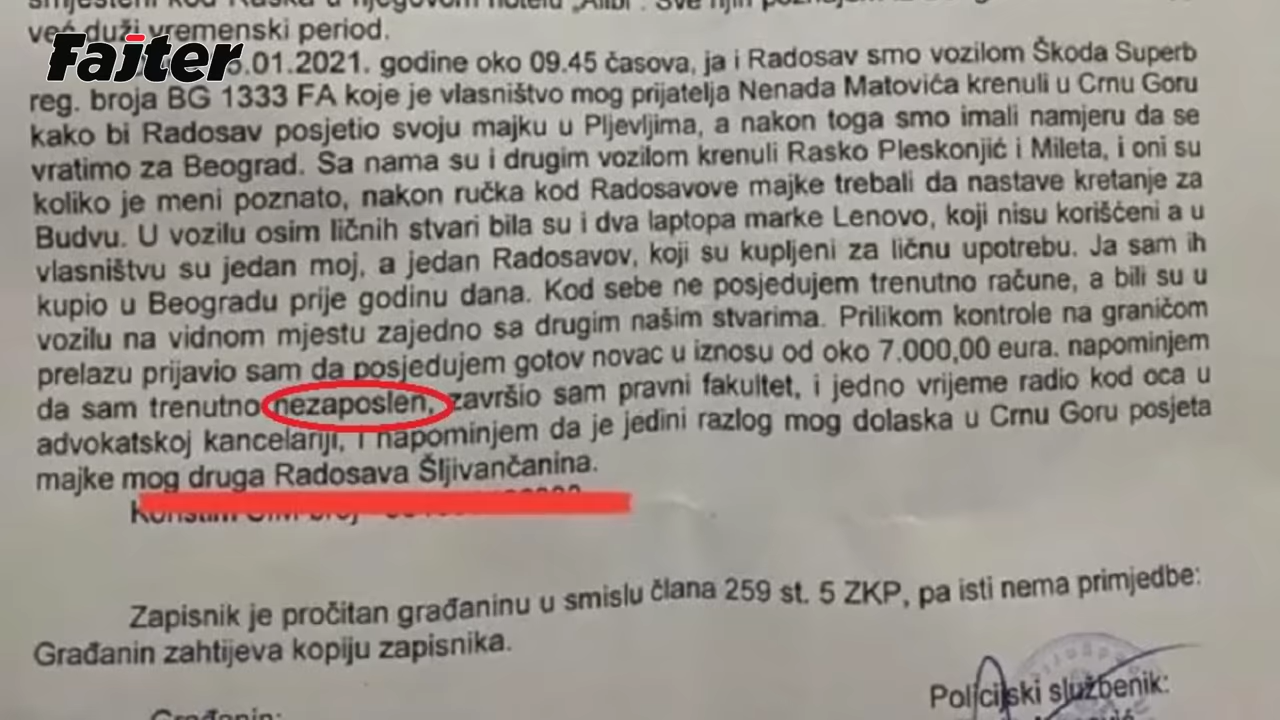 već duži vremenski period.
Fajter
.01.2021. godine oko 09.45 časova, ja i Radosav smo vozilom Škoda Superb
reg. broja BG 1333 FA koje je vlasništvo mog prijatelja Nenada Matovića krenuli u Crnu Goru
kako bi Radosav posjetio svoju majku u Pljevljima, a nakon toga smo imali namjeru da se
vratimo za Beograd. Sa nama su i drugim vozilom krenuli Rasko Pleskonjić i Mileta, i oni su
koliko je meni poznato, nakon ručka kod Radosavove majke trebali da nastave kretanje za
Budvu. U vozilu osim ličnih stvari bila su i dva laptopa marke Lenovo, koji nisu korišćeni a u
vlasništvu su jedan moj, a jedan Radosavov, koji su kupljeni za ličnu upotrebu. Ja sam ih
kupio u Beogradu prije godinu dana. Kod sebe ne posjedujem trenutno račune, a bili su u
vozilu na vidnom mjestu zajedno sa drugim našim stvarima. Prilikom kontrole na graničom
prelazu prijavio sam da posjedujem gotov novac u iznosu od oko 7.000,00 eura. napominjem
da sam trenutno nezaposlen, završio sam pravni fakultet, i jedno vrijeme radio kod oca u
advokatskoj kancelariji, i napominjem da je jedini razlog mog dolaska u Crnu Goru posjeta
majke mog druga Radosava Šljivančanina.
Zapisnik je pročitan građaninu u smislu člana 259 st. 5 ZKP, pa isti nema primjedbe:
Građanin zahtijeva kopiju zapisnika.
Policijski službenik:
Građanin: